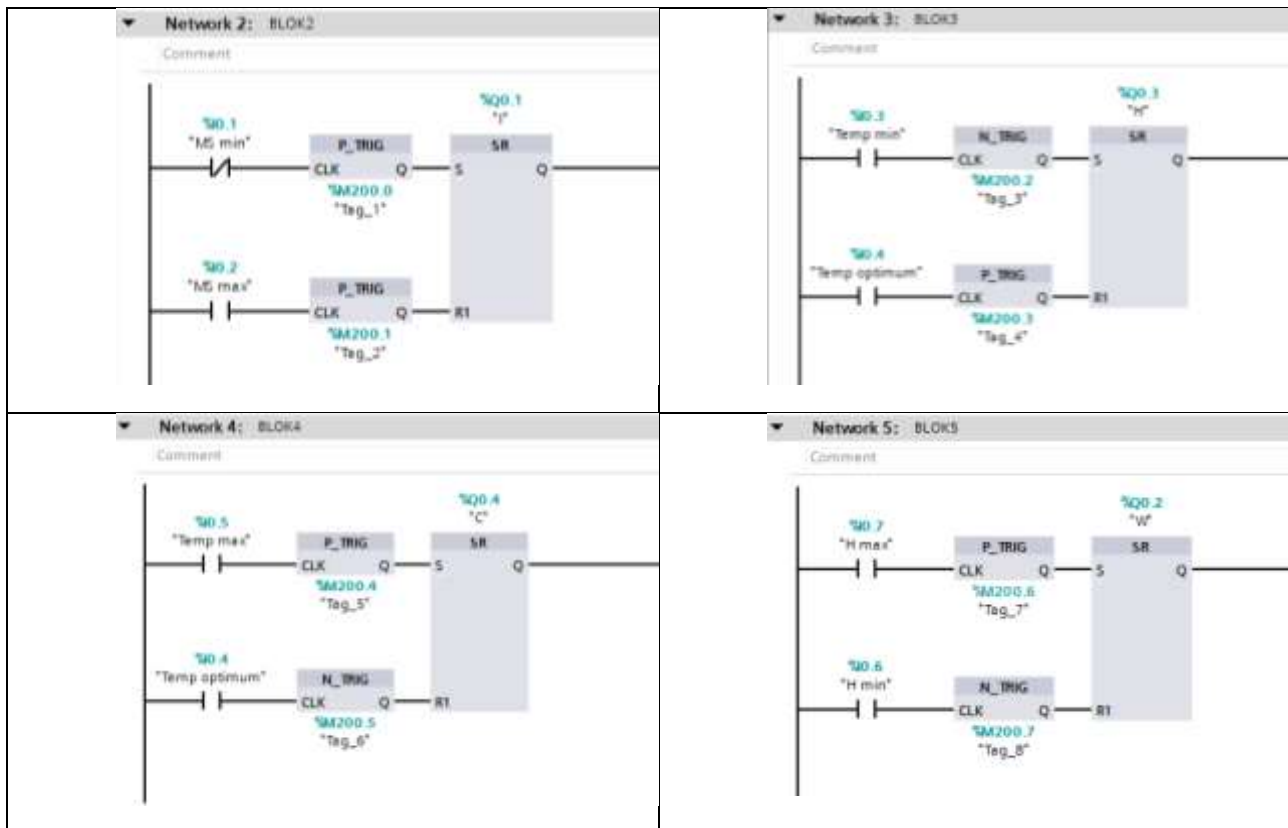 Network 2: BLOK2
Comment
%Q0.1
"I"
%I0.1
"MS min"
P_TRIG
SR
CLK Q
S Q
%M200.0
"Tag_1"
%I0.2
"MS max"
P_TRIG
CLK Q
R1
%M200.1
"Tag_2"
Network 3: BLOK3
Comment
%Q0.3
"H"
%I0.3
"Temp min"
N_TRIG
SR
CLK Q
S Q
%M200.2
"Tag_3"
%I0.4
"Temp optimum"
P_TRIG
CLK Q
R1
%M200.3
"Tag_4"
Network 4: BLOK4
Comment
%Q0.4
"C"
%I0.5
"Temp max"
P_TRIG
SR
CLK Q
S Q
%M200.4
"Tag_5"
%I0.4
"Temp optimum"
N_TRIG
CLK Q
R1
%M200.5
"Tag_6"
Network 5: BLOK5
Comment
%Q0.2
"W"
%I0.7
"H max"
P_TRIG
SR
CLK Q
S Q
%M200.6
"Tag_7"
%I0.6
"H min"
N_TRIG
CLK Q
R1
%M200.7
"Tag_8"